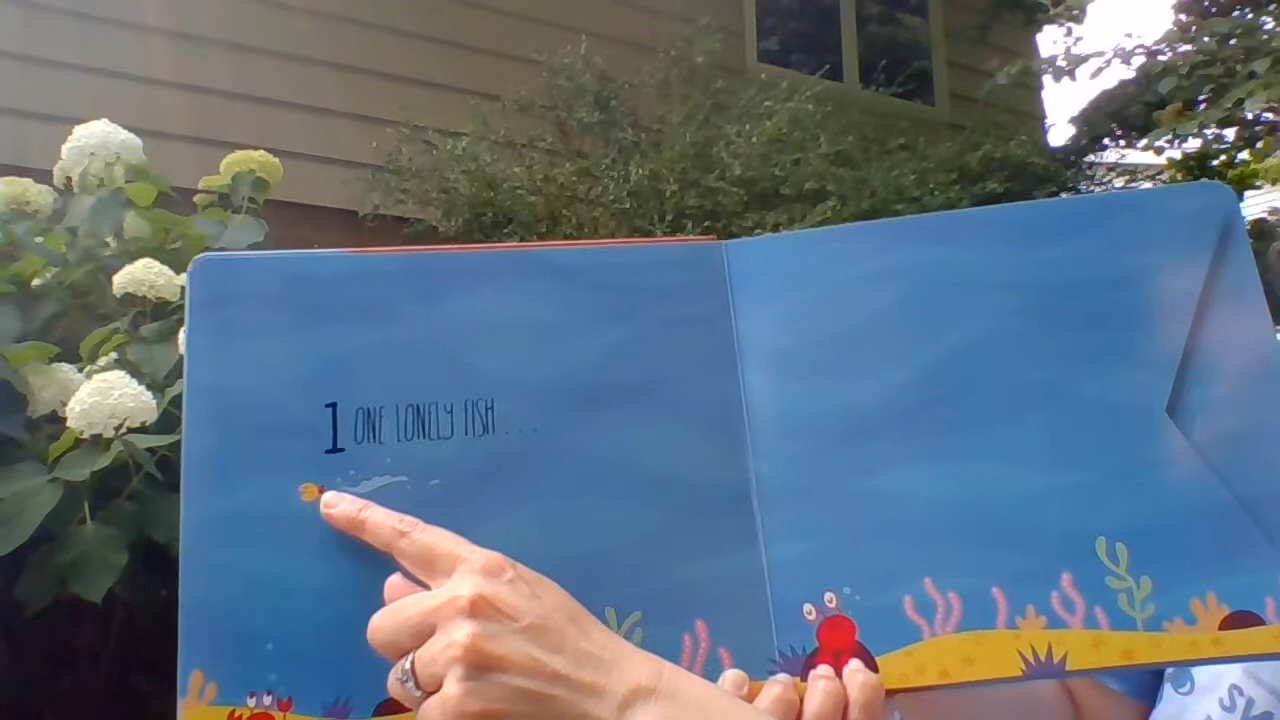 1 ONE LONELY FISH . . . .